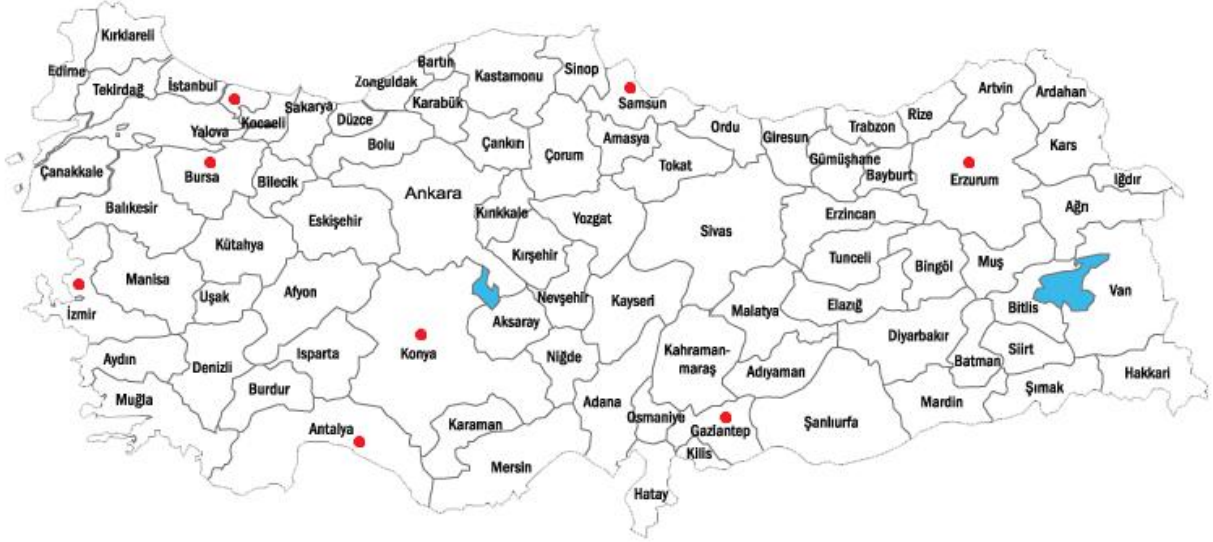 Kırklareli
Edirne
Tekirdağ
İstanbul
Kocaeli
Yalova
Sakarya
Düzce
Zonguldak
Bartın
Karabük
Kastamonu
Sinop
Samsun
Bolu
Çankırı
Çorum
Amasya
Tokat
Ordu
Giresun
Trabzon
Rize
Artvin
Ardahan
Kars
Gümüşhane
Bayburt
Erzurum
Iğdır
Ağrı
Çanakkale
Bursa
Bilecik
Balıkesir
Eskişehir
Ankara
Kırıkkale
Yozgat
Sivas
Erzincan
Kütahya
Kırşehir
Tunceli
Bingöl
Muş
Van
Bitlis
Manisa
İzmir
Uşak
Afyon
Nevşehir
Kayseri
Malatya
Elazığ
Aksaray
Konya
Diyarbakır
Siirt
Batman
Aydın
Denizli
Isparta
Niğde
Kahraman-
maraş
Adıyaman
Hakkari
Şımak
Mardin
Muğla
Burdur
Adana
Osmaniye
Gaziantep
Şanlıurfa
Antalya
Karaman
Kilis
Mersin
Hatay